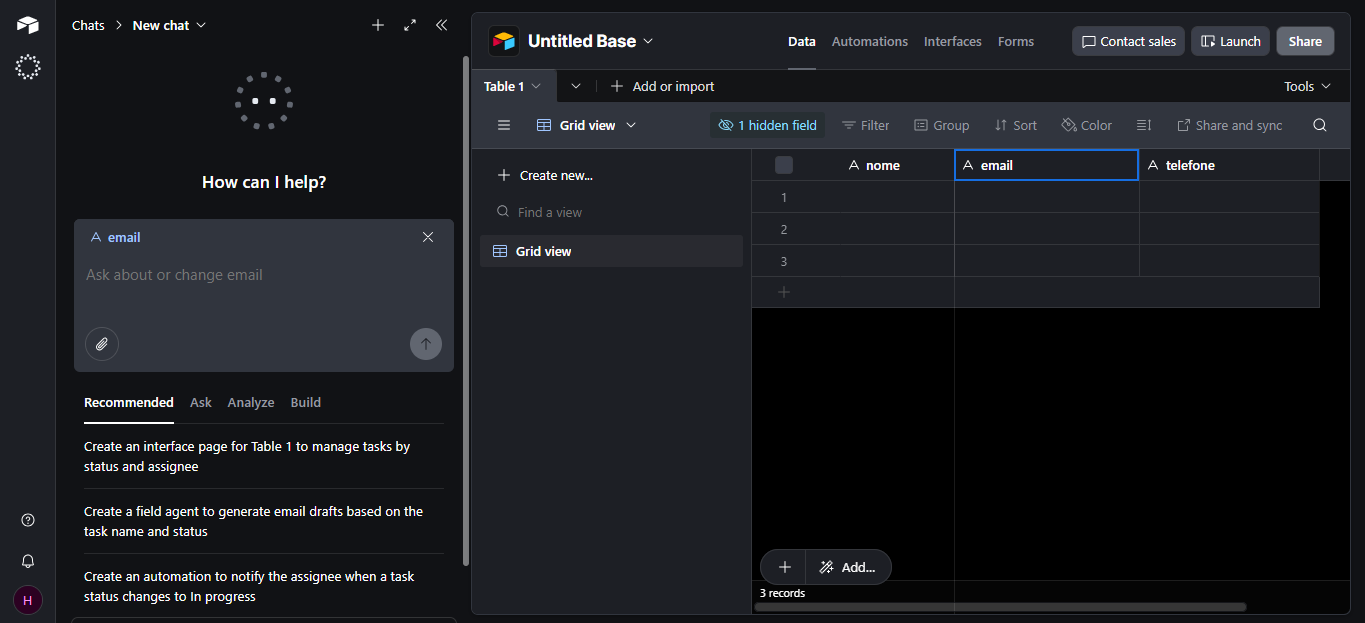 Chats > New chat
How can I help?
A email
Ask about or change email
Recommended Ask Analyze Build
Create an interface page for Table 1 to manage tasks by
status and assignee
Create a field agent to generate email drafts based on the
task name and status
Create an automation to notify the assignee when a task
status changes to In progress
H
Untitled Base
Data Automations Interfaces Forms
Contact sales Launch Share
Table 1
+ Add or import
Tools
Grid view
1 hidden field Filter Group Sort Color Share and sync
+ Create new...
Find a view
Grid view
A nome A email A telefone
1
2
3
+
+ Add...
3 records